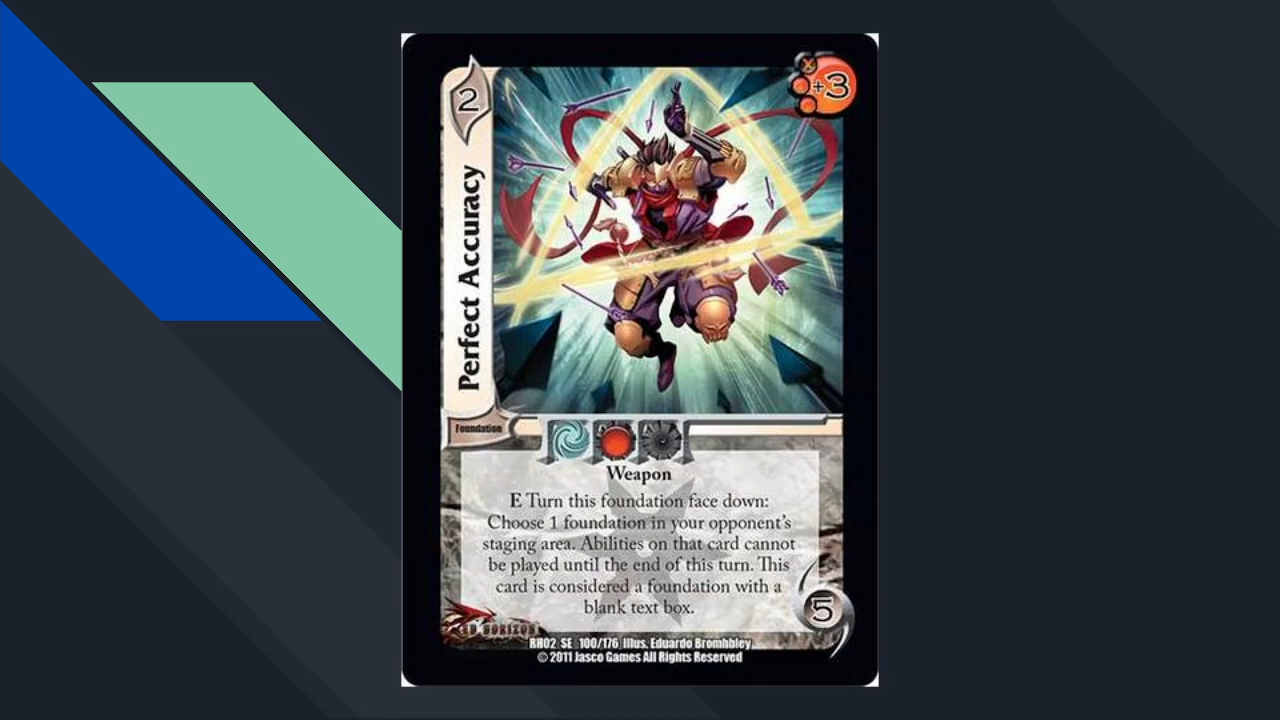 2
+3
Perfect Accuracy
Foundation
Weapon
E Turn this foundation face down:
Choose 1 foundation in your opponent's
staging area. Abilities on that card cannot
be played until the end of this turn. This
card is considered a foundation with a
blank text box.
5
RED HORIZON
RH02 SE 100/176 Illus. Eduardo Bromhbley
© 2011 Jasco Games All Rights Reserved